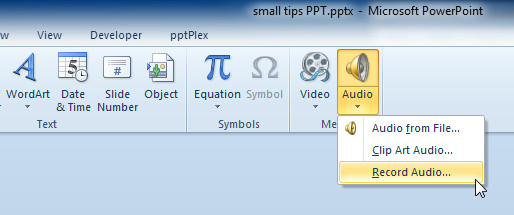 small tips PPT.pptx - Microsoft PowerPoint
View Developer pptPlex
WordArt Date & Time Slide Number Object Equation Symbol Video Audio
Text Symbols Me
Audio from File...
Clip Art Audio...
Record Audio...